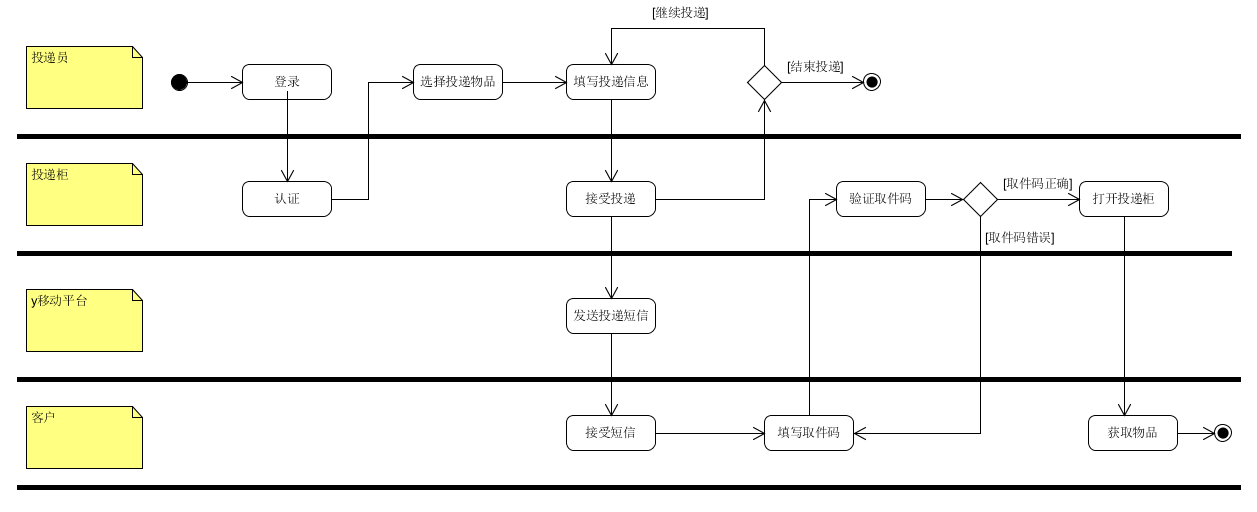 [继续投递]
投递员
[结束投递]
登录
选择投递物品
填写投递信息
投递柜
[取件码正确]
认证
接受投递
验证取件码
打开投递柜
[取件码错误]
y移动平台
发送投递短信
客户
接受短信
填写取件码
获取物品